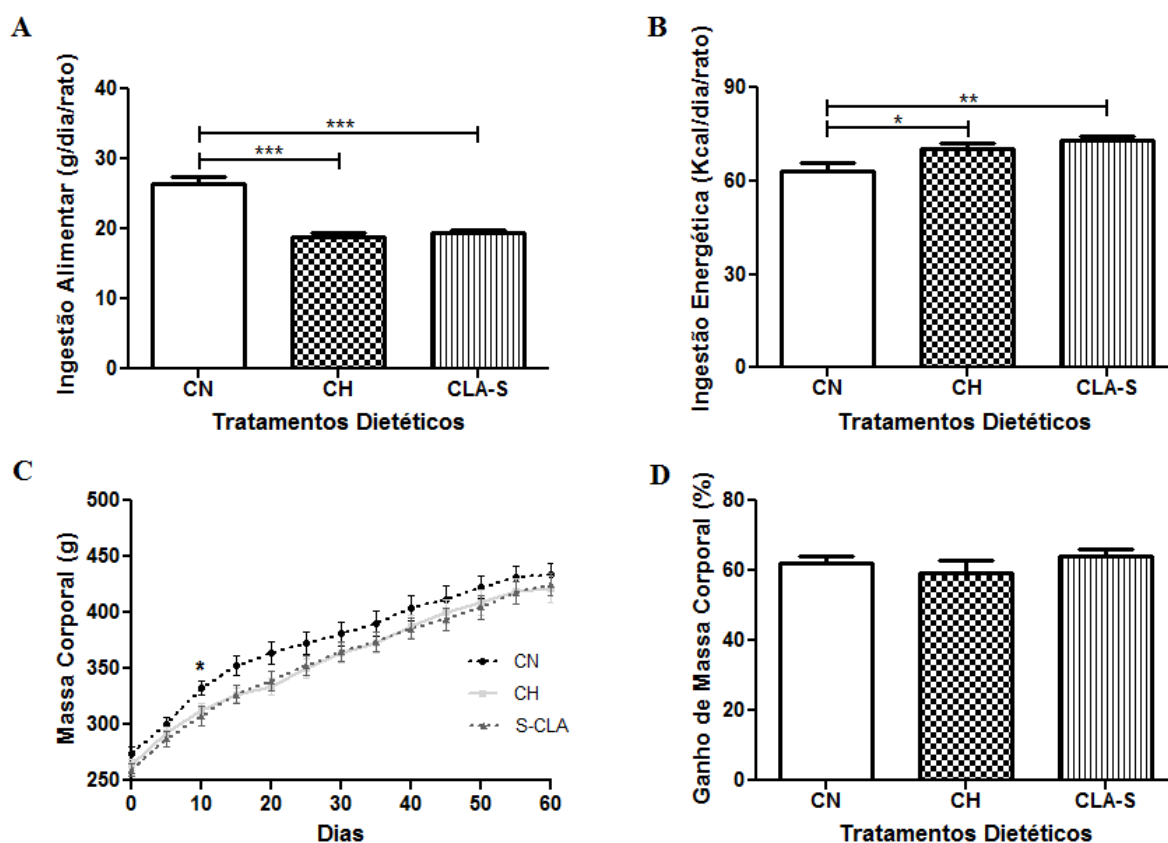 A
Ingestão Alimentar (g/dia/rato)
40
30
20
10
0
***
***
CN CH CLA-S
Tratamentos Dietéticos
B
Ingestão Energética (Kcal/dia/rato)
90
60
30
0
**
*
CN CH CLA-S
Tratamentos Dietéticos
C
Massa Corporal (g)
500
450
400
350
300
250
*
CN
CH
S-CLA
0 10 20 30 40 50 60
Dias
D
Ganho de Massa Corporal (%)
80
60
40
20
0
CN CH CLA-S
Tratamentos Dietéticos